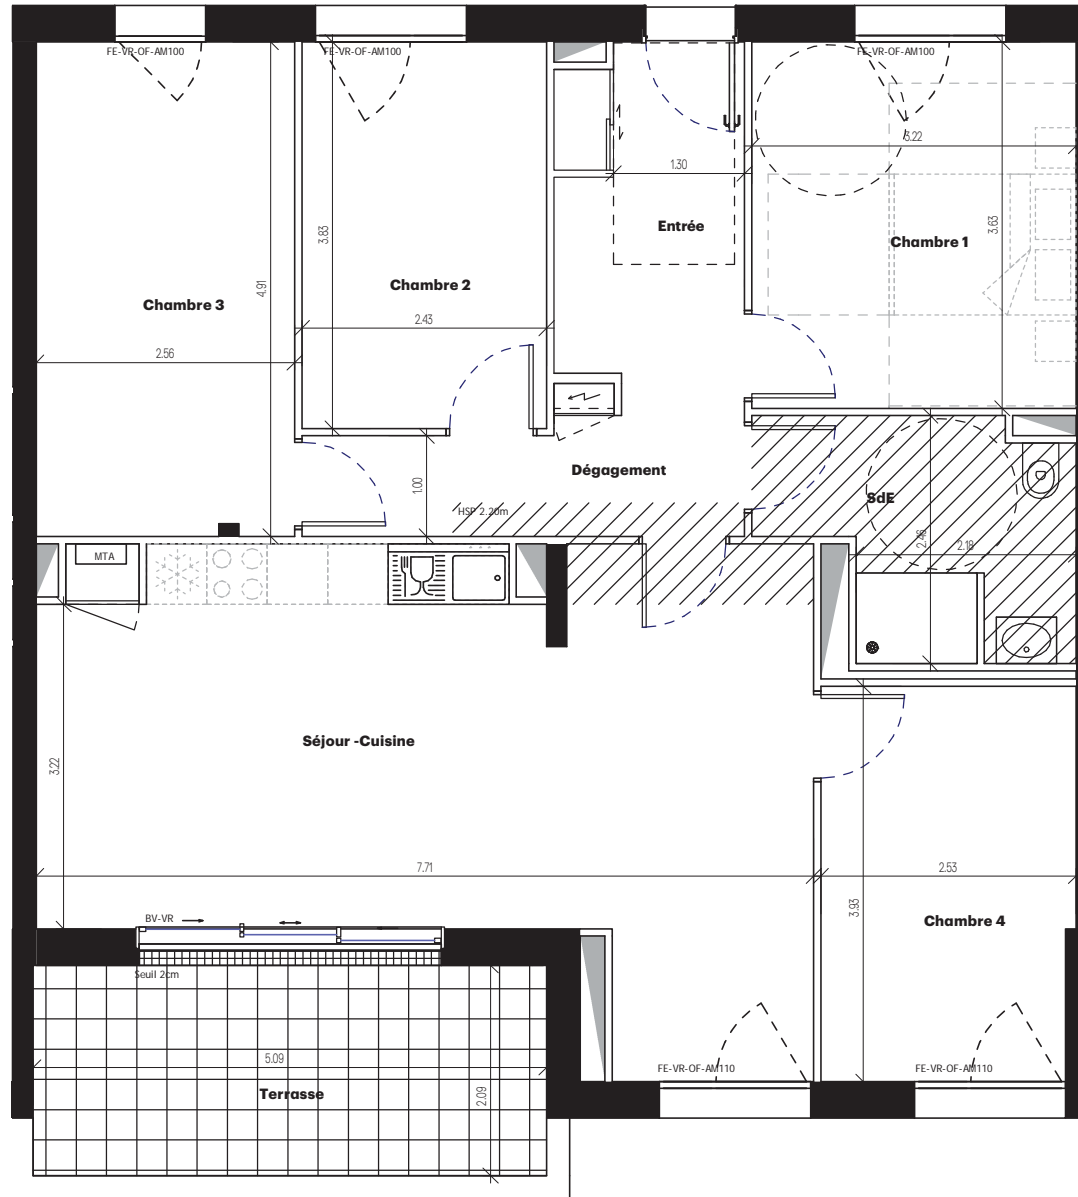 FE-VR-OF-AM100
FE-VR-OF-AM100
FE-VR-OF-AM100
3.22
1.30
Entrée
3.83
3.63
Chambre 1
4.91
Chambre 2
Chambre 3
2.43
2.56
Dégagement
1.00
SdE
HSP 2.20m
2.18
MTA
Séjour -Cuisine
3.22
7.71
2.53
3.93
BV-VR
Chambre 4
Seuil 2cm
5.09
FE-VR-OF-AM110
FE-VR-OF-AM110
Terrasse
2.09